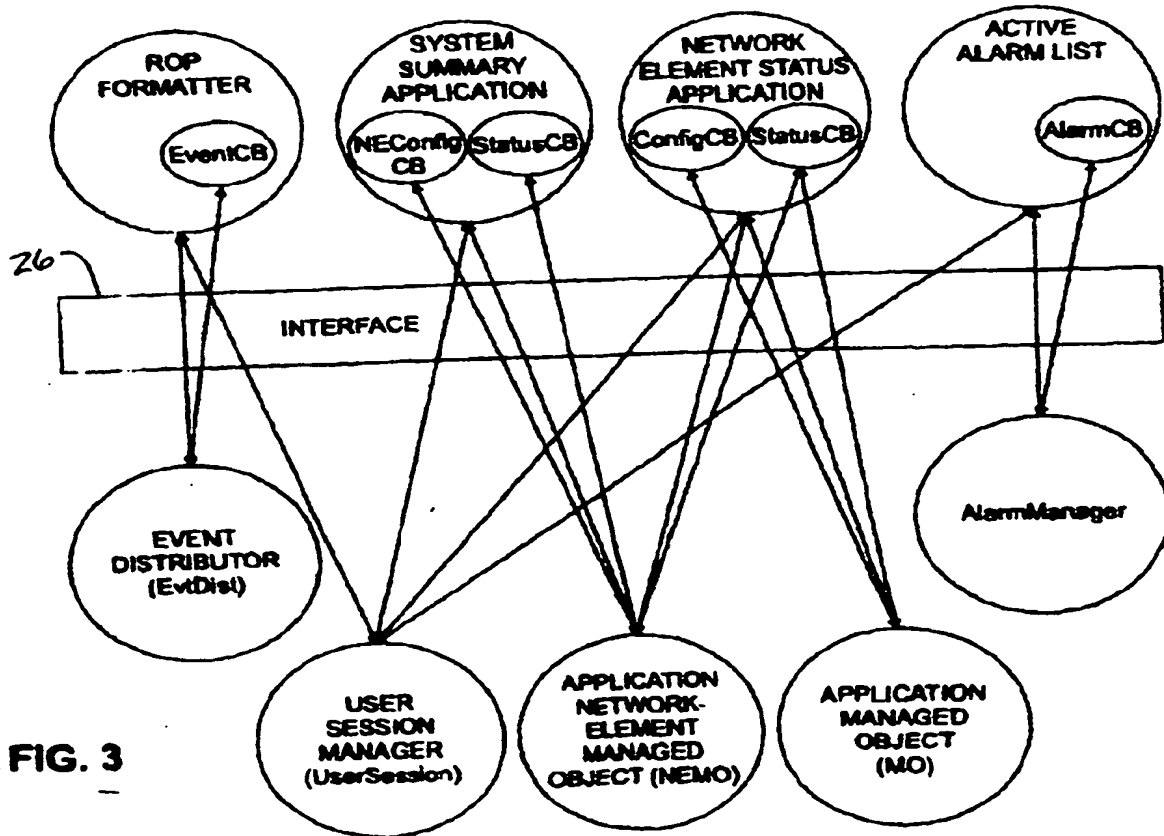 ROP
FORMATTER
EventCB
SYSTEM
SUMMARY
APPLICATION
NEConfig
CB
StatusCB
NETWORK
ELEMENT STATUS
APPLICATION
ConfigCB
StatusCB
ACTIVE
ALARM LIST
AlarmCB
26
INTERFACE
EVENT
DISTRIBUTOR
(EvtDist)
AlarmManager
USER
SESSION
MANAGER
(UserSession)
APPLICATION
NETWORK-
ELEMENT
MANAGED
OBJECT (NEMO)
APPLICATION
MANAGED
OBJECT
(MO)
FIG. 3